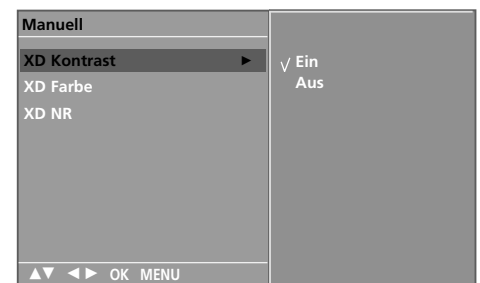 Manuell
XD Kontrast ►
√ Ein
Aus
XD Farbe
XD NR
▲▼ ◄► OK MENU